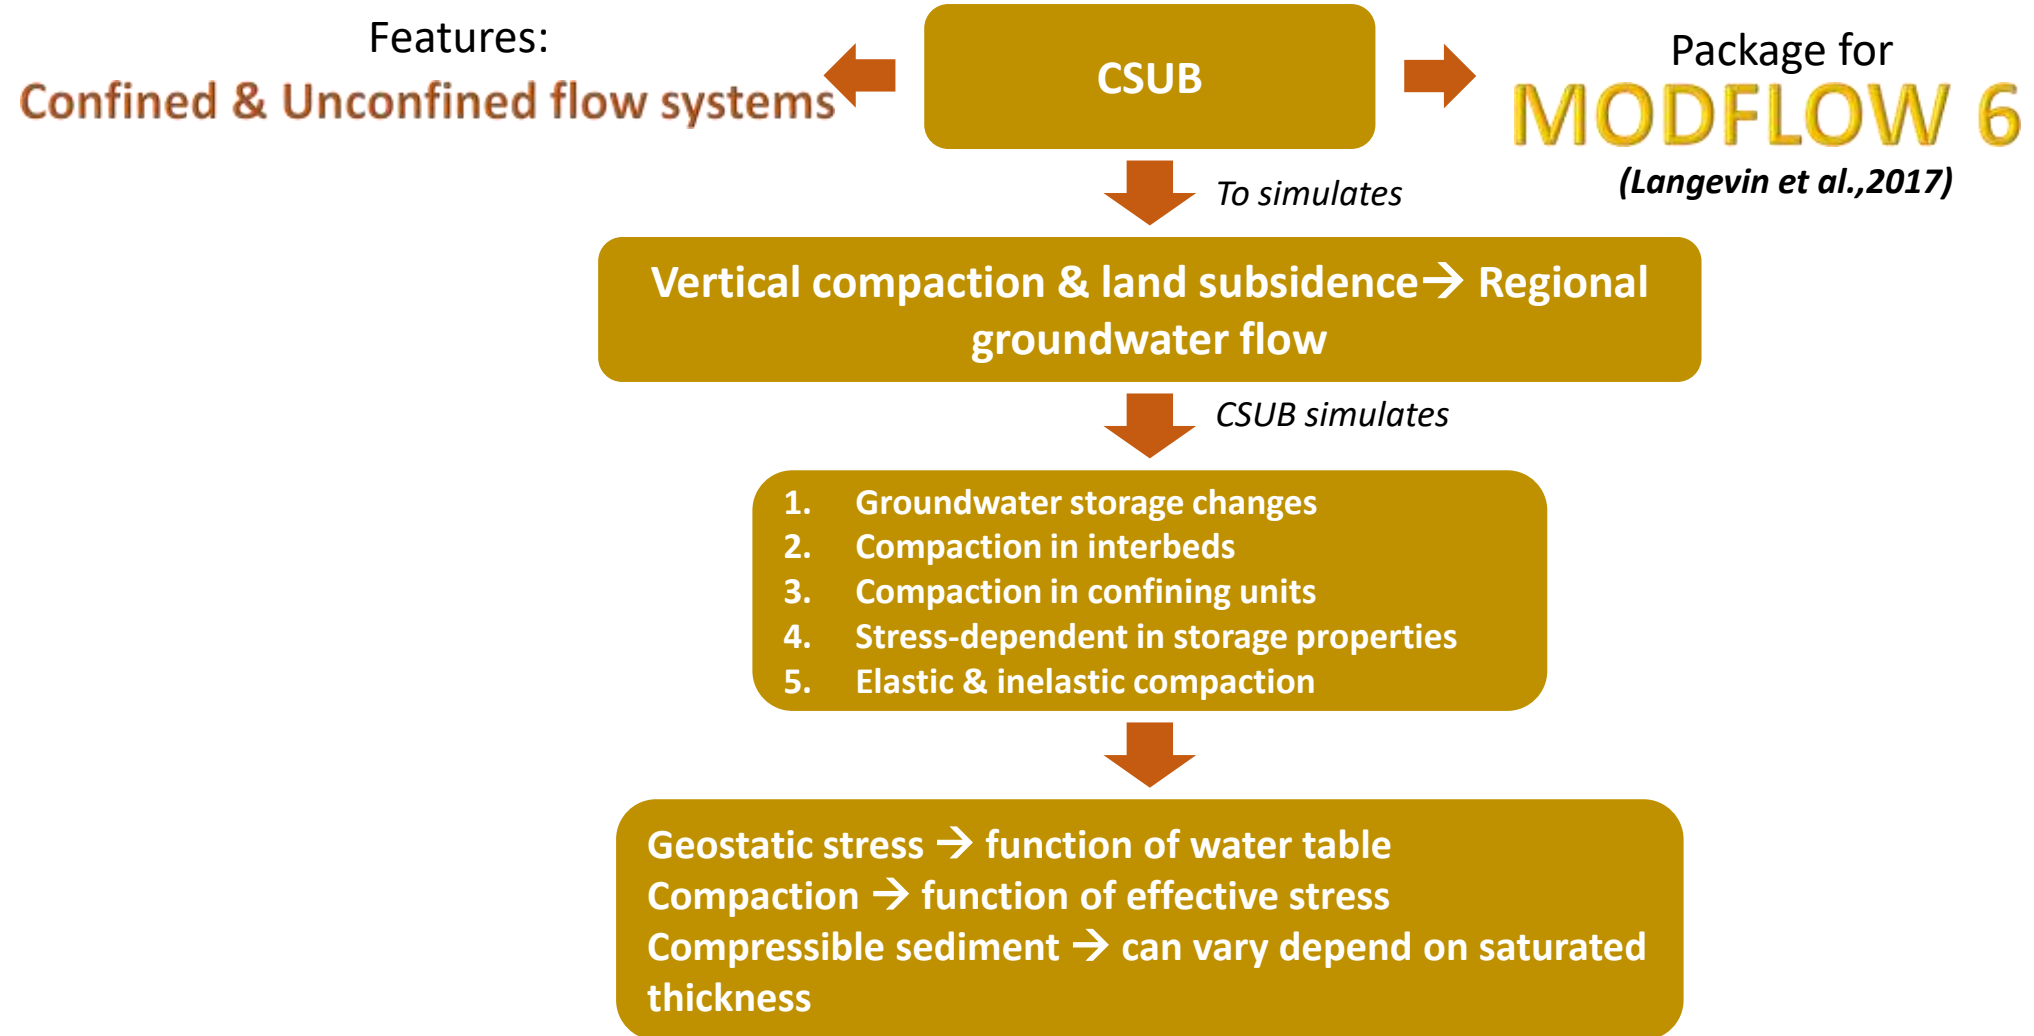 Features:
Confined & Unconfined flow systems
CSUB
Package for
MODFLOW 6
(Langevin et al.,2017)
To simulates
Vertical compaction & land subsidence→ Regional
groundwater flow
CSUB simulates
1. Groundwater storage changes
2. Compaction in interbeds
3. Compaction in confining units
4. Stress-dependent in storage properties
5. Elastic & inelastic compaction
Geostatic stress → function of water table
Compaction → function of effective stress
Compressible sediment → can vary depend on saturated
thickness